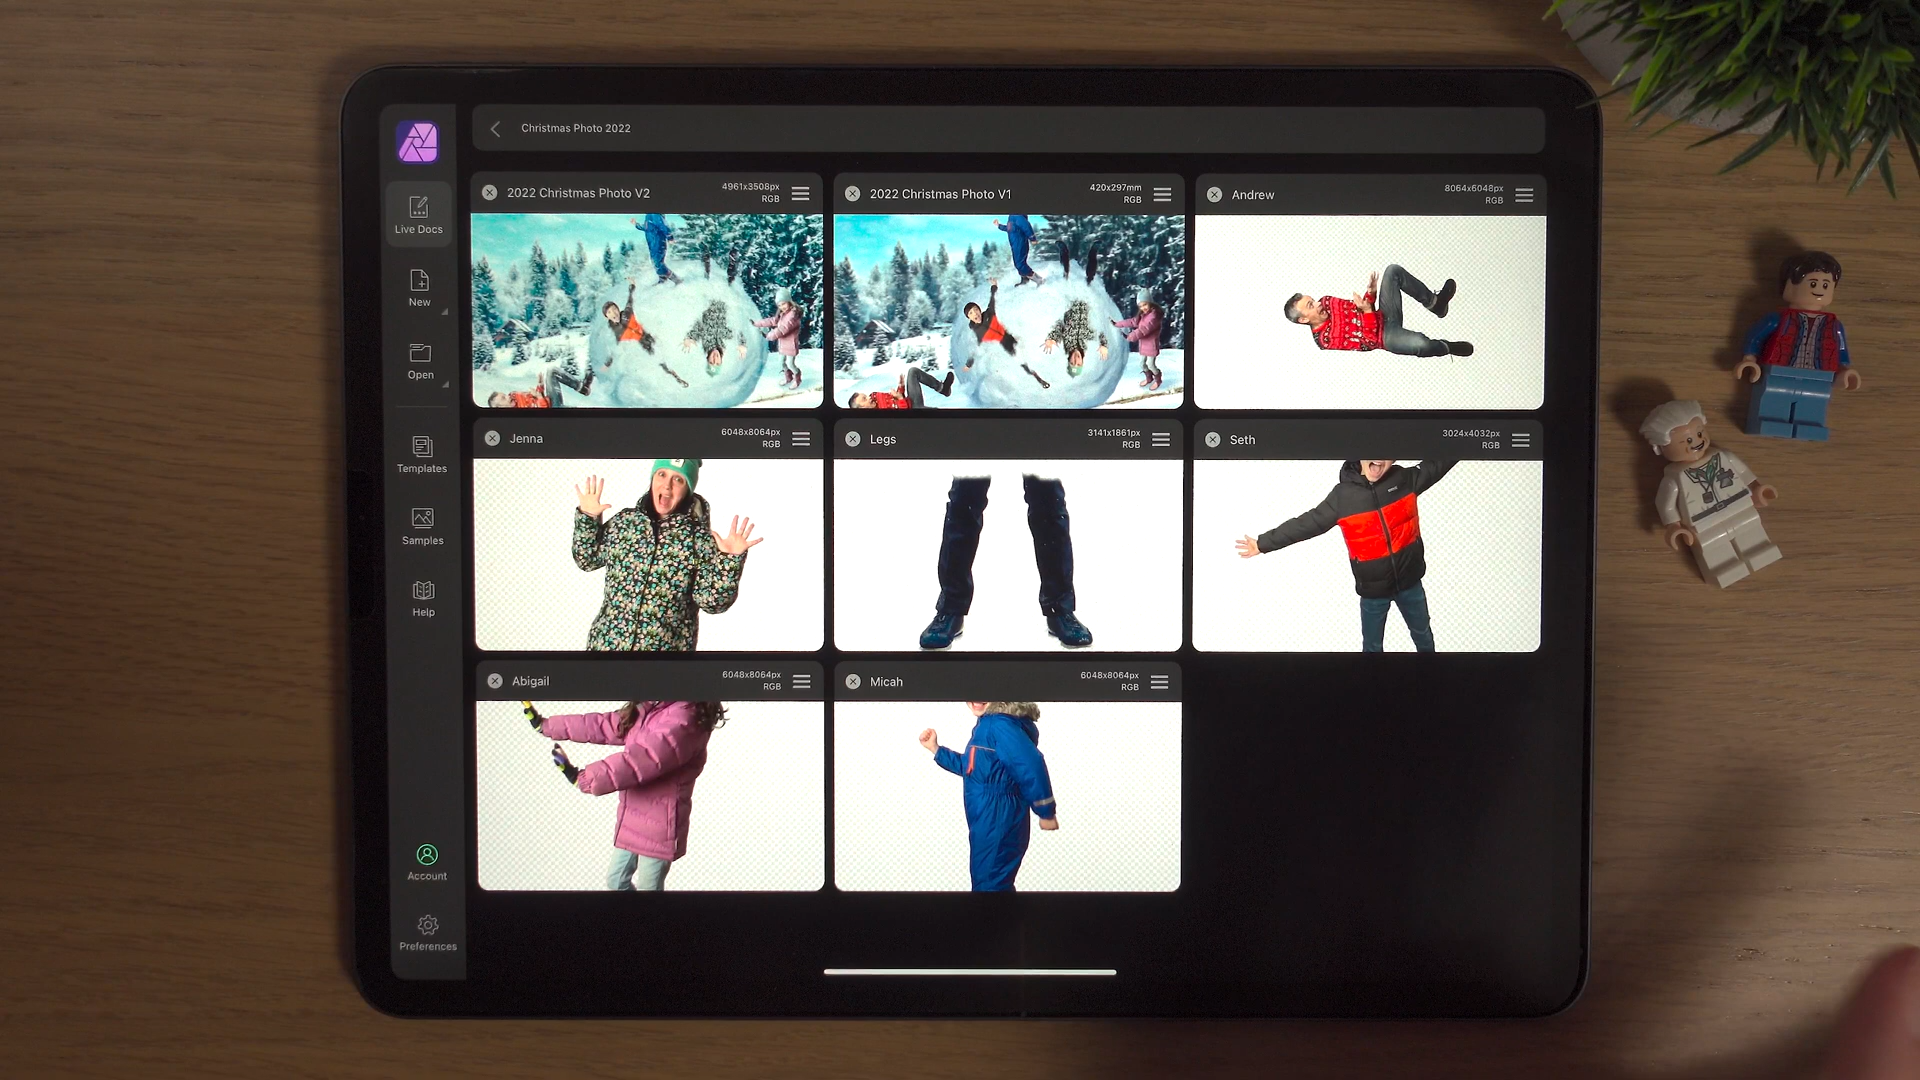 Christmas Photo 2022
Live Docs
New
Open
Templates
Samples
Help
Account
Preferences
2022 Christmas Photo V2
4961x3508px
RGB
2022 Christmas Photo V1
420x297mm
RGB
Andrew
8064x6048px
RGB
Jenna
6048x8064px
RGB
Legs
3141x1861px
RGB
Seth
3024x4032px
RGB
Abigail
6048x8064px
RGB
Micah
6048x8064px
RGB